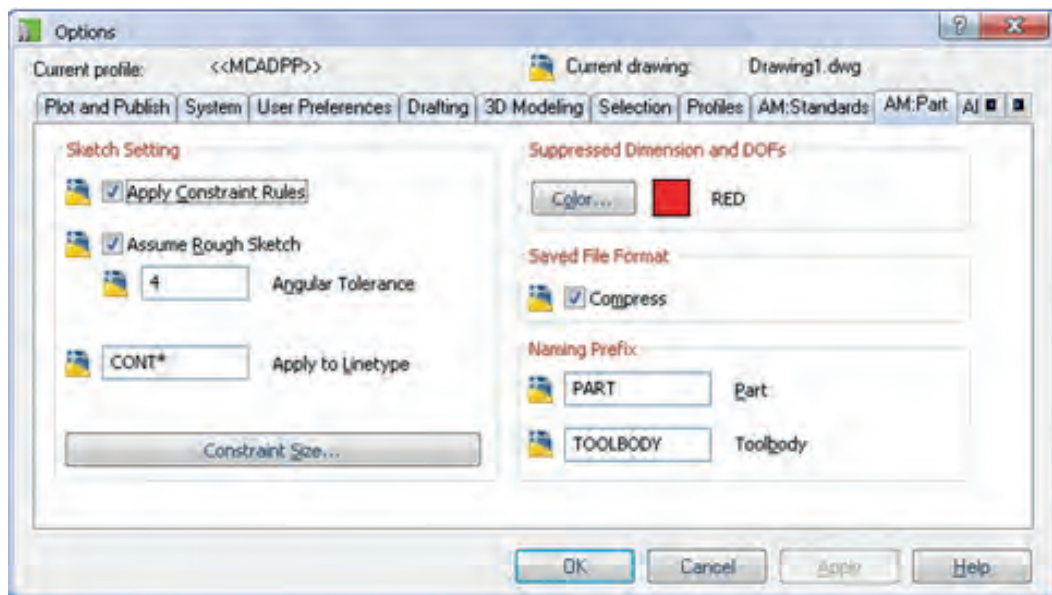 Options
Current profile: <<MCADPP>> Current drawing: Drawing1.dwg
Plot and Publish System User Preferences Drafting 3D Modeling Selection Profiles AM:Standards AM:Part
Sketch Setting
Apply Constraint Rules
Assume Rough Sketch
4 Angular Tolerance
CONT* Apply to Linetype
Constraint Size...
Suppressed Dimension and DOFs
Color... RED
Saved File Format
Compress
Naming Prefix
PART Part
TOOLBODY Toolbody
OK Cancel Apply Help